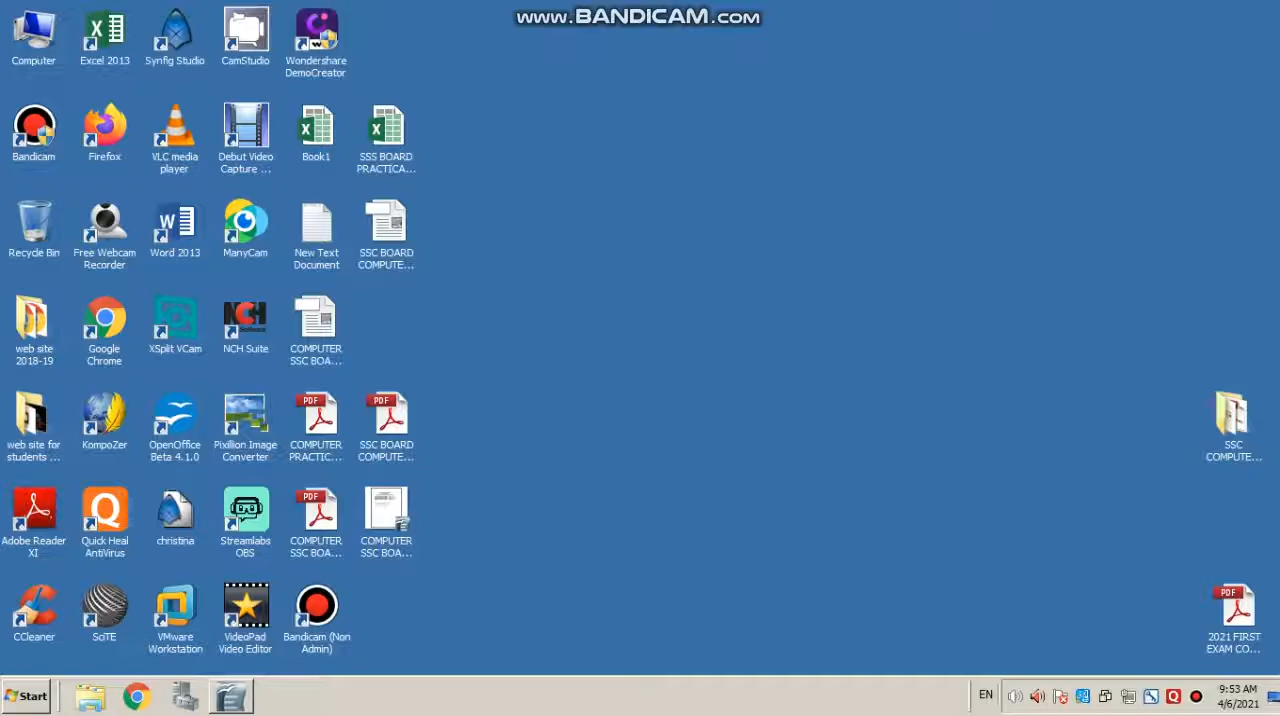 WWW.BANDICAM.COM
Computer
Excel 2013
Synfig Studio
CamStudio
Wondershare
DemoCreator
Bandicam
Firefox
VLC media
player
Debut Video
Capture ...
Book1
SSS BOARD
PRACTICA...
Recycle Bin
Free Webcam
Recorder
Word 2013
ManyCam
New Text
Document
SSC BOARD
COMPUTE...
web site
2018-19
Google
Chrome
XSplit VCam
NCH
NCH Suite
COMPUTER
SSC BOA...
web site for
students ...
KompoZer
OpenOffice
Beta 4.1.0
Pixillion Image
Converter
PDF
COMPUTER
PRACTIC...
PDF
SSC BOARD
COMPUTE...
SSC
COMPUTE...
Adobe Reader
XI
Quick Heal
AntiVirus
christina
Streamlabs
OBS
PDF
COMPUTER
SSC BOA...
COMPUTER
SSC BOA...
CCleaner
SciTE
VMware
Workstation
VideoPad
Video Editor
Bandicam (Non
Admin)
PDF
2021 FIRST
EXAM CO...
Start
EN
9:53 AM
4/6/2021